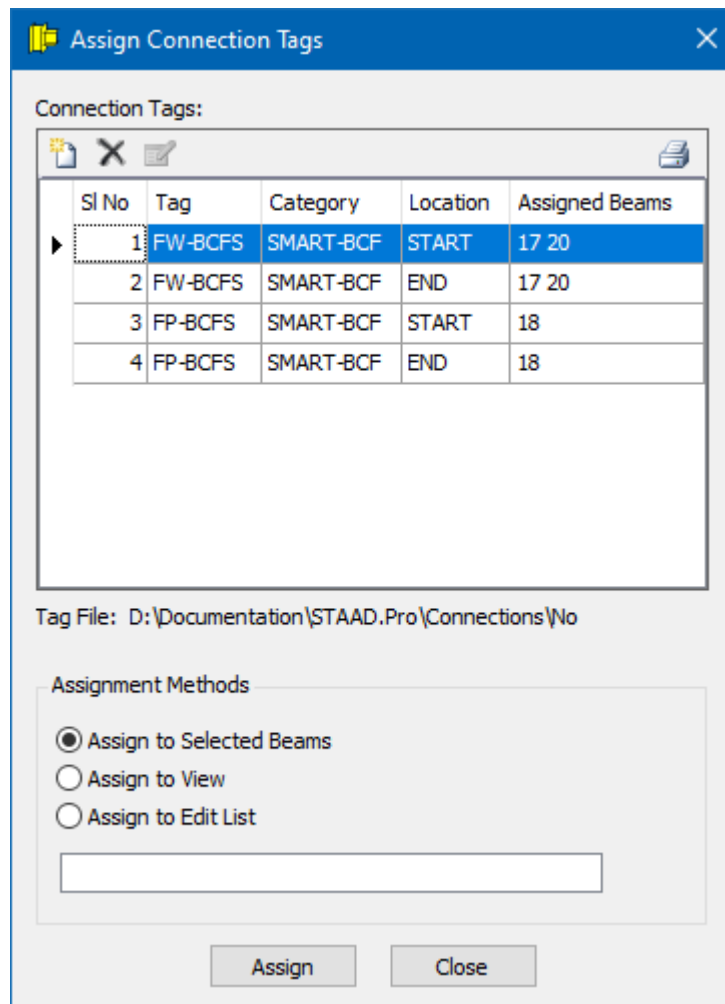 Assign Connection Tags
Connection Tags:
Sl No Tag Category Location Assigned Beams
1 FW-BCFS SMART-BCF START 17 20
2 FW-BCFS SMART-BCF END 17 20
3 FP-BCFS SMART-BCF START 18
4 FP-BCFS SMART-BCF END 18
Tag File: D:\Documentation\STAAD.Pro\Connections\No
Assignment Methods
Assign to Selected Beams
Assign to View
Assign to Edit List
Assign Close